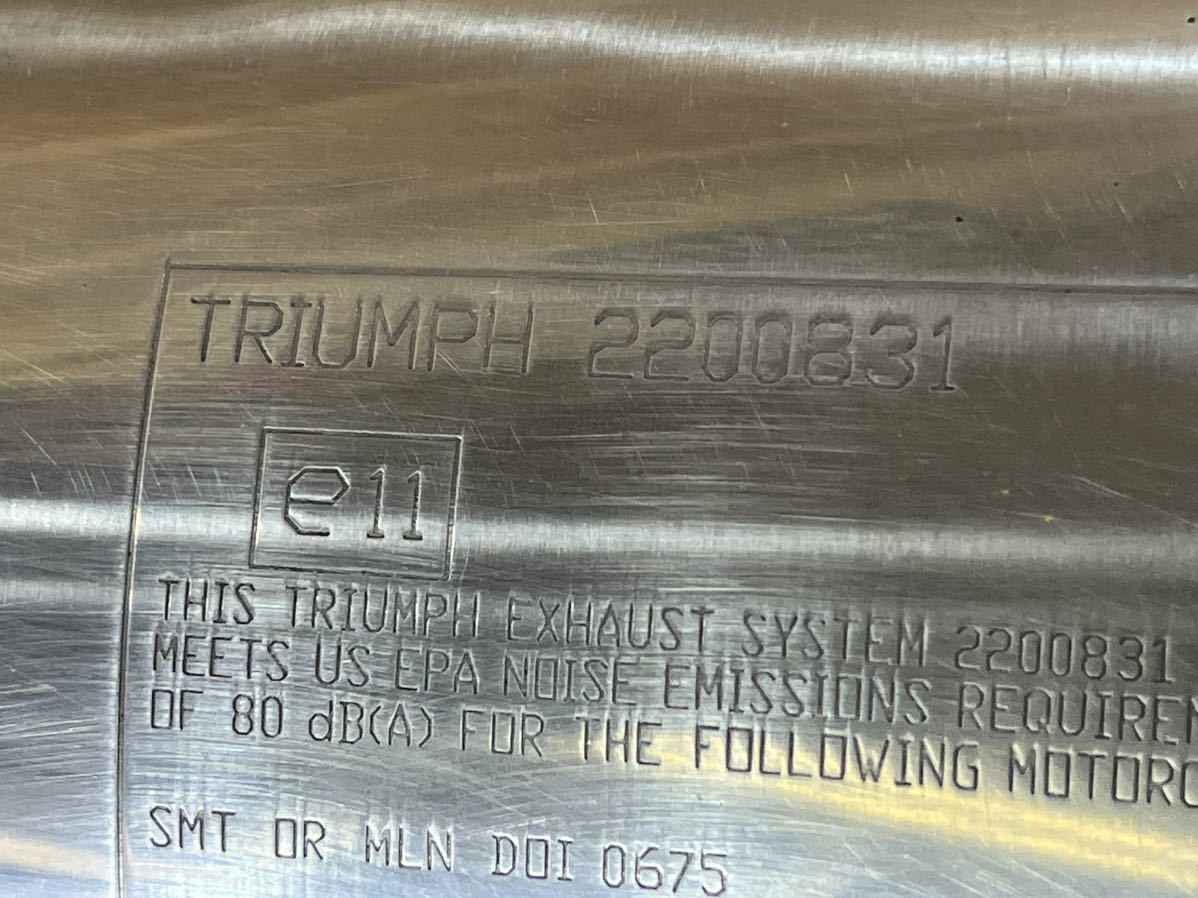 TRIUMPH 2200831
e11
THIS TRIUMPH EXHAUST SYSTEM 2200831
MEETS US EPA NOISE EMISSIONS
OF 80 dB(A) FOR THE FOLLOWING
SMT OR MLN DOI 0675